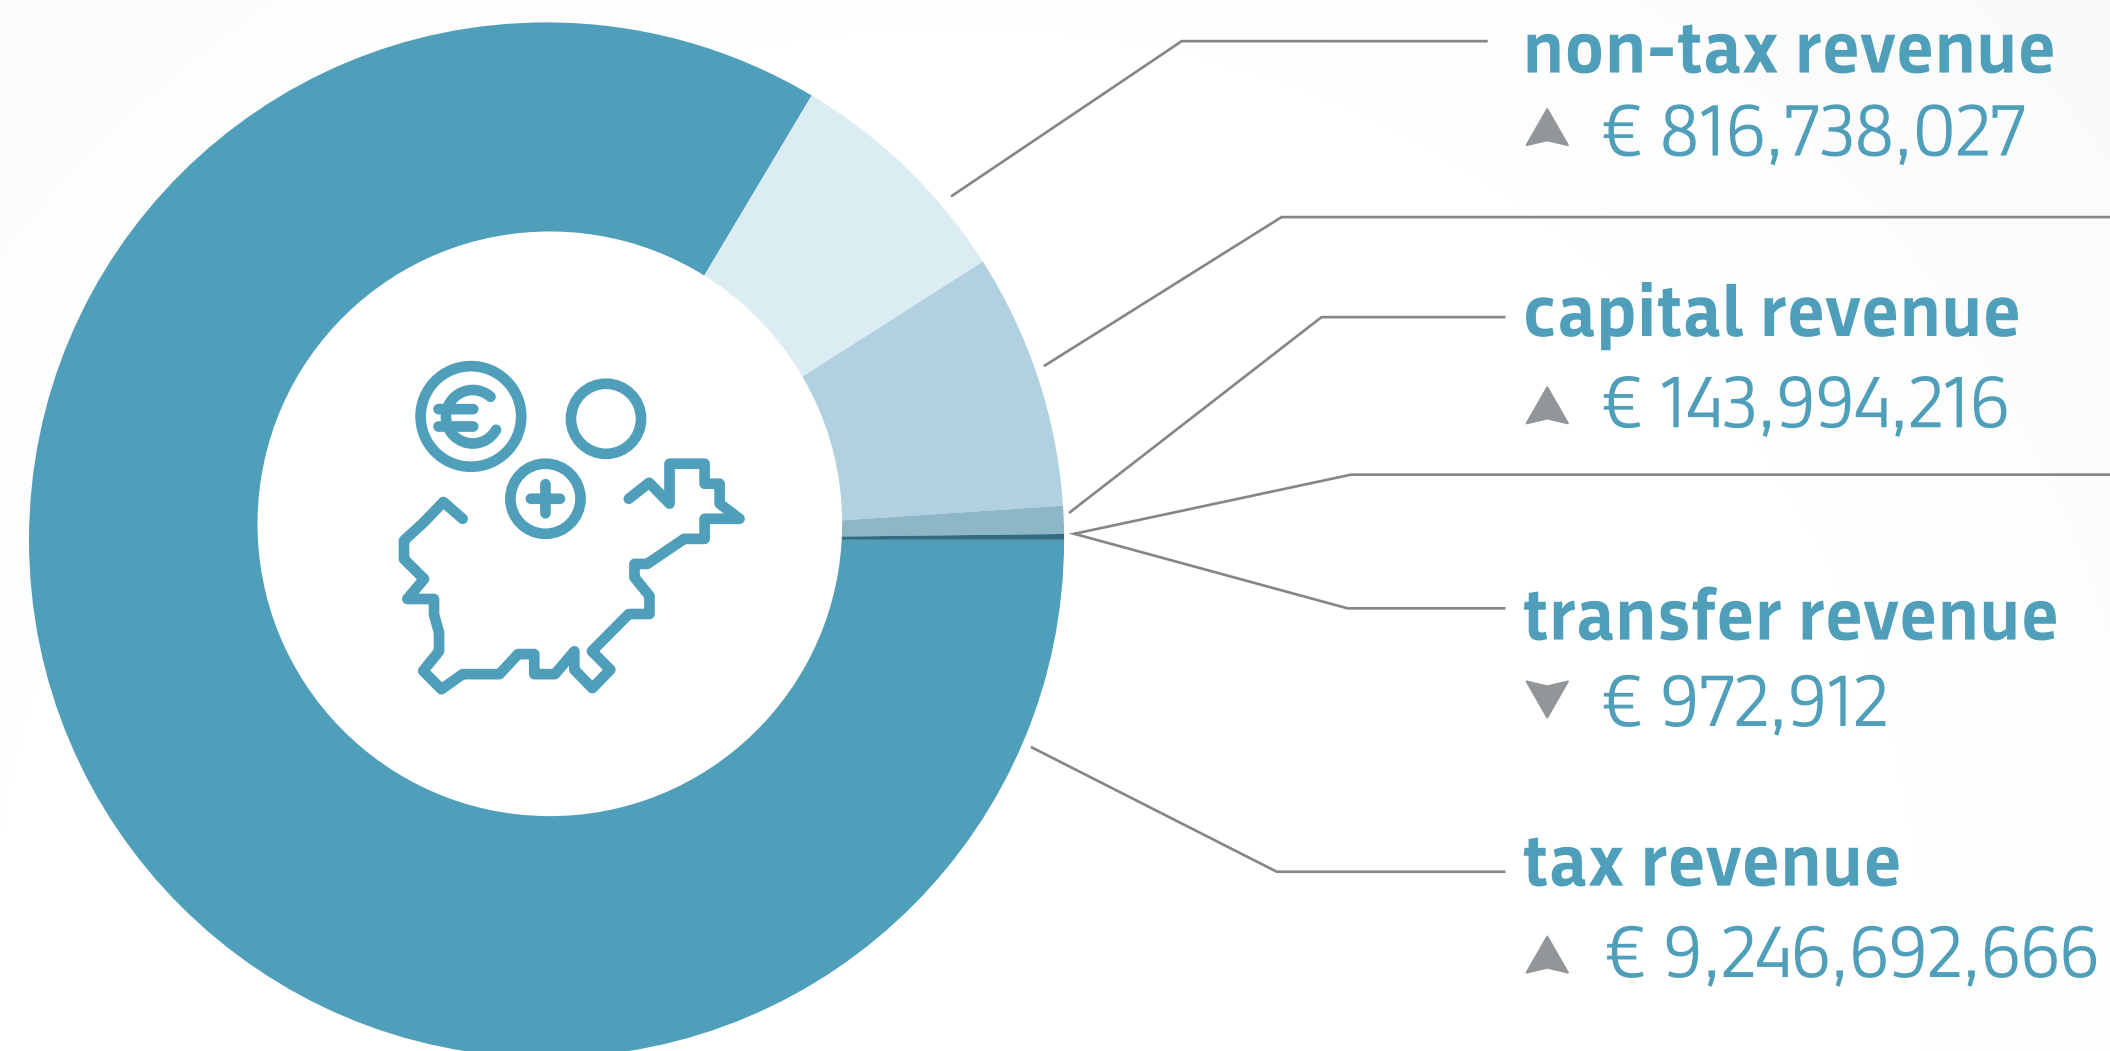 non-tax revenue
€ 816,738,027
capital revenue
€ 143,994,216
transfer revenue
€ 972,912
tax revenue
€ 9,246,692,666
€